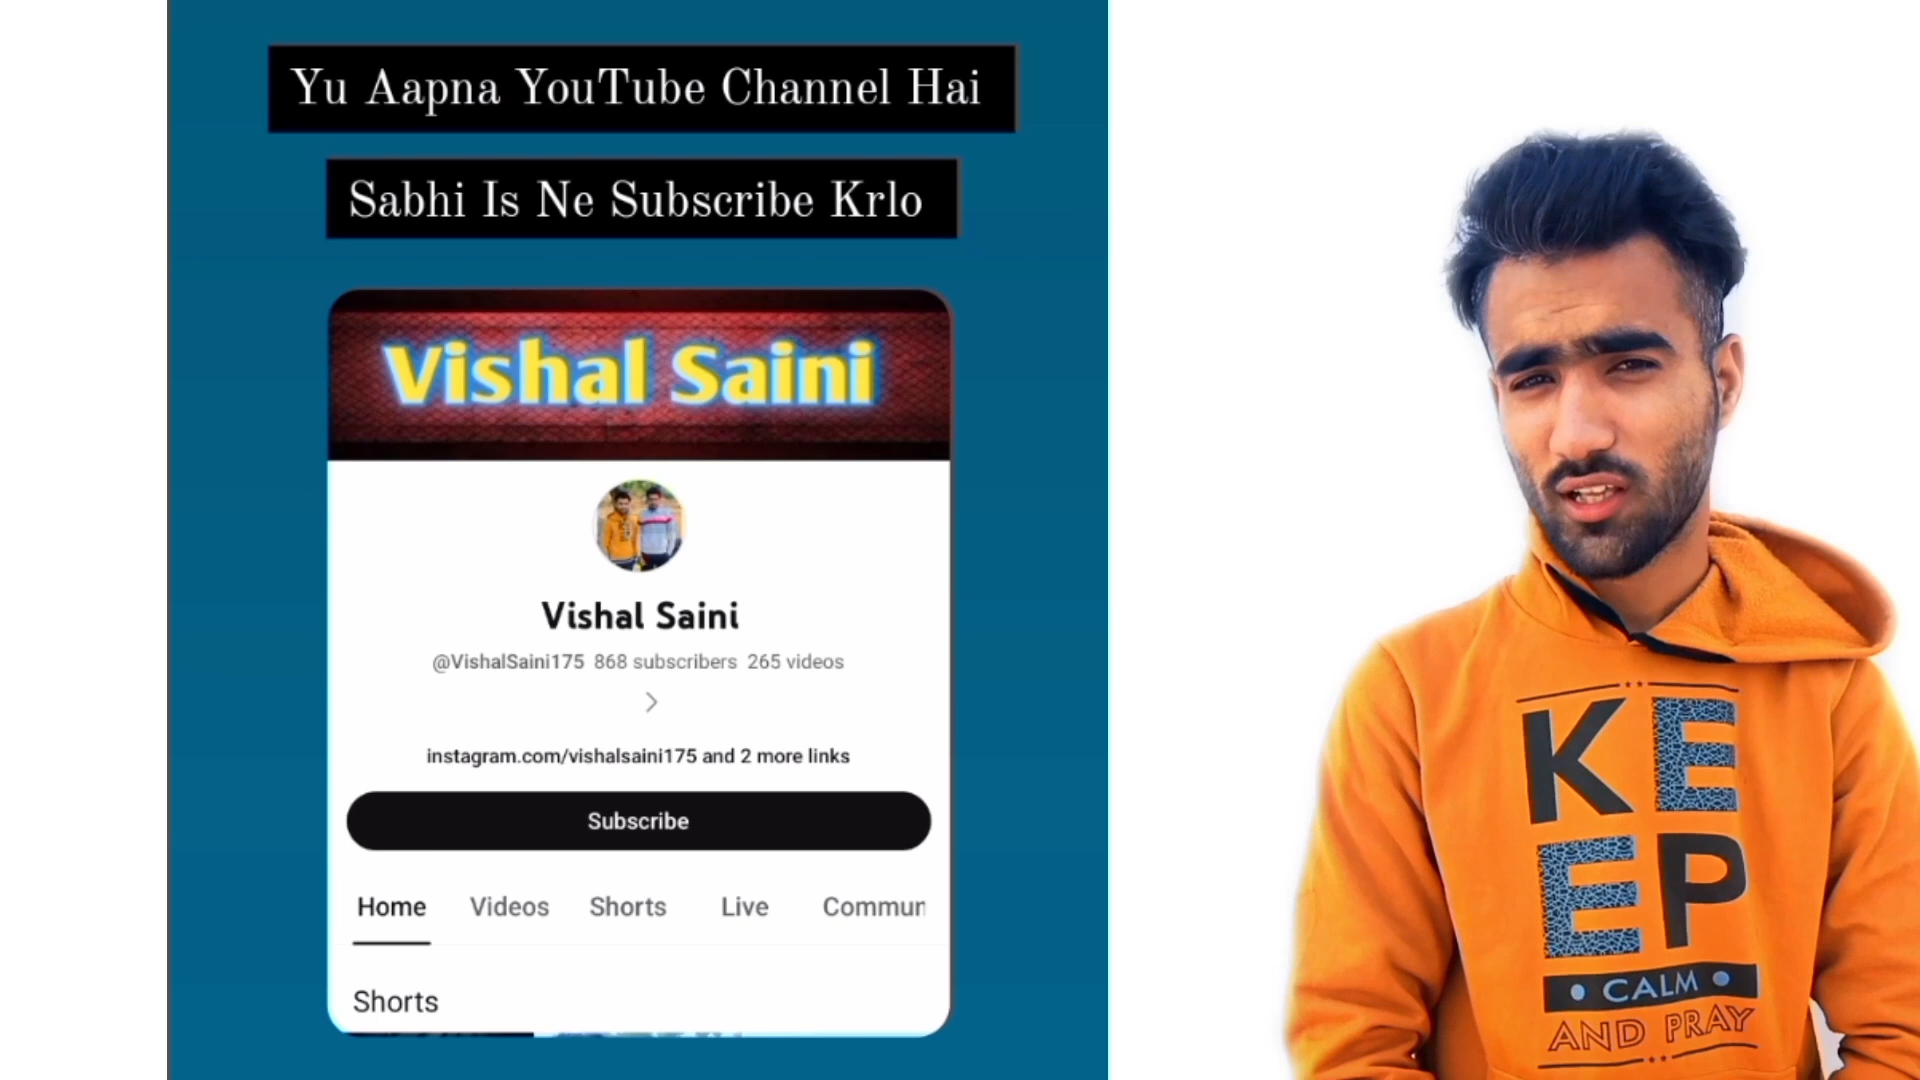 Yu Aapna YouTube Channel Hai
Sabhi Is Ne Subscribe Krlo
Vishal Saini
Vishal Saini
@VishalSaini175 868 subscribers 265 videos
instagram.com/vishalsaini175 and 2 more links
Subscribe
Home Videos Shorts Live Commun
Shorts
KE
EP
CALM
AND PRAY